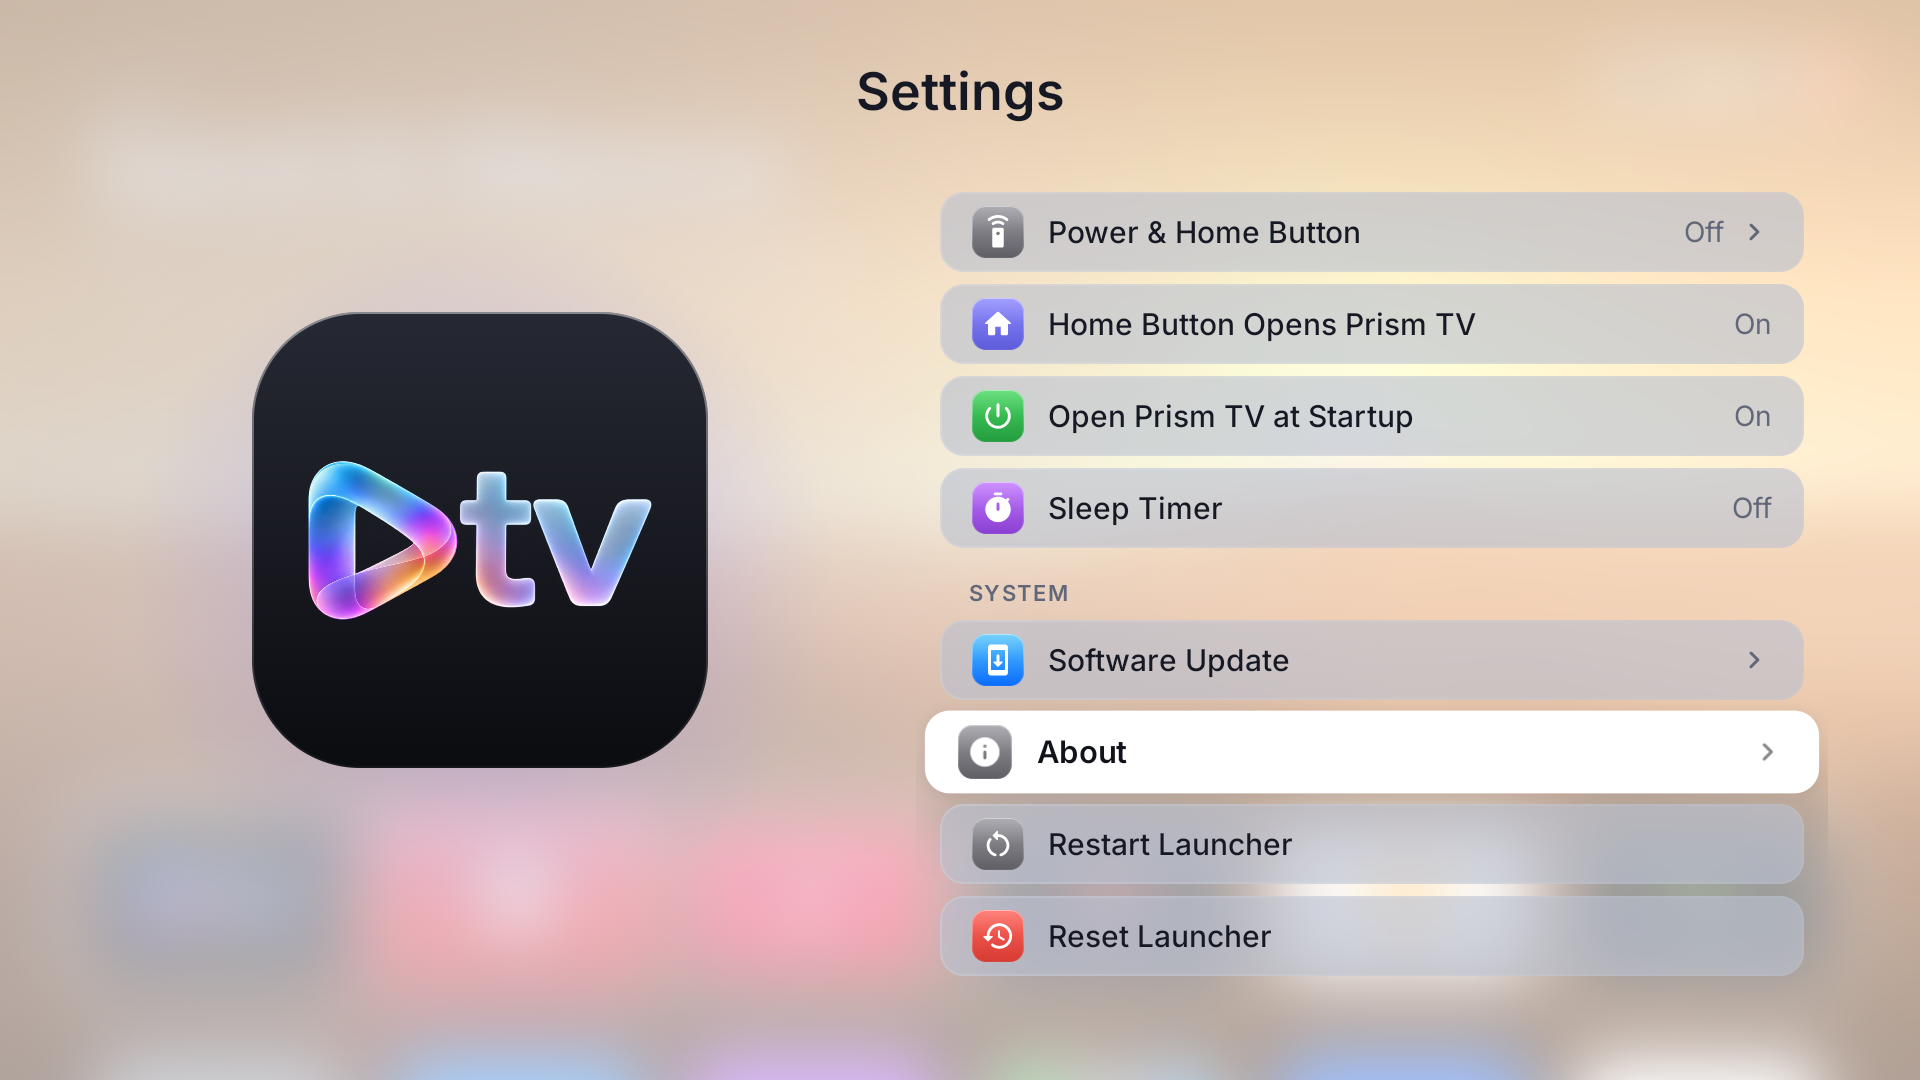 Settings
tv
Power & Home Button Off
Home Button Opens Prism TV On
Open Prism TV at Startup On
Sleep Timer Off
SYSTEM
Software Update
About
Restart Launcher
Reset Launcher